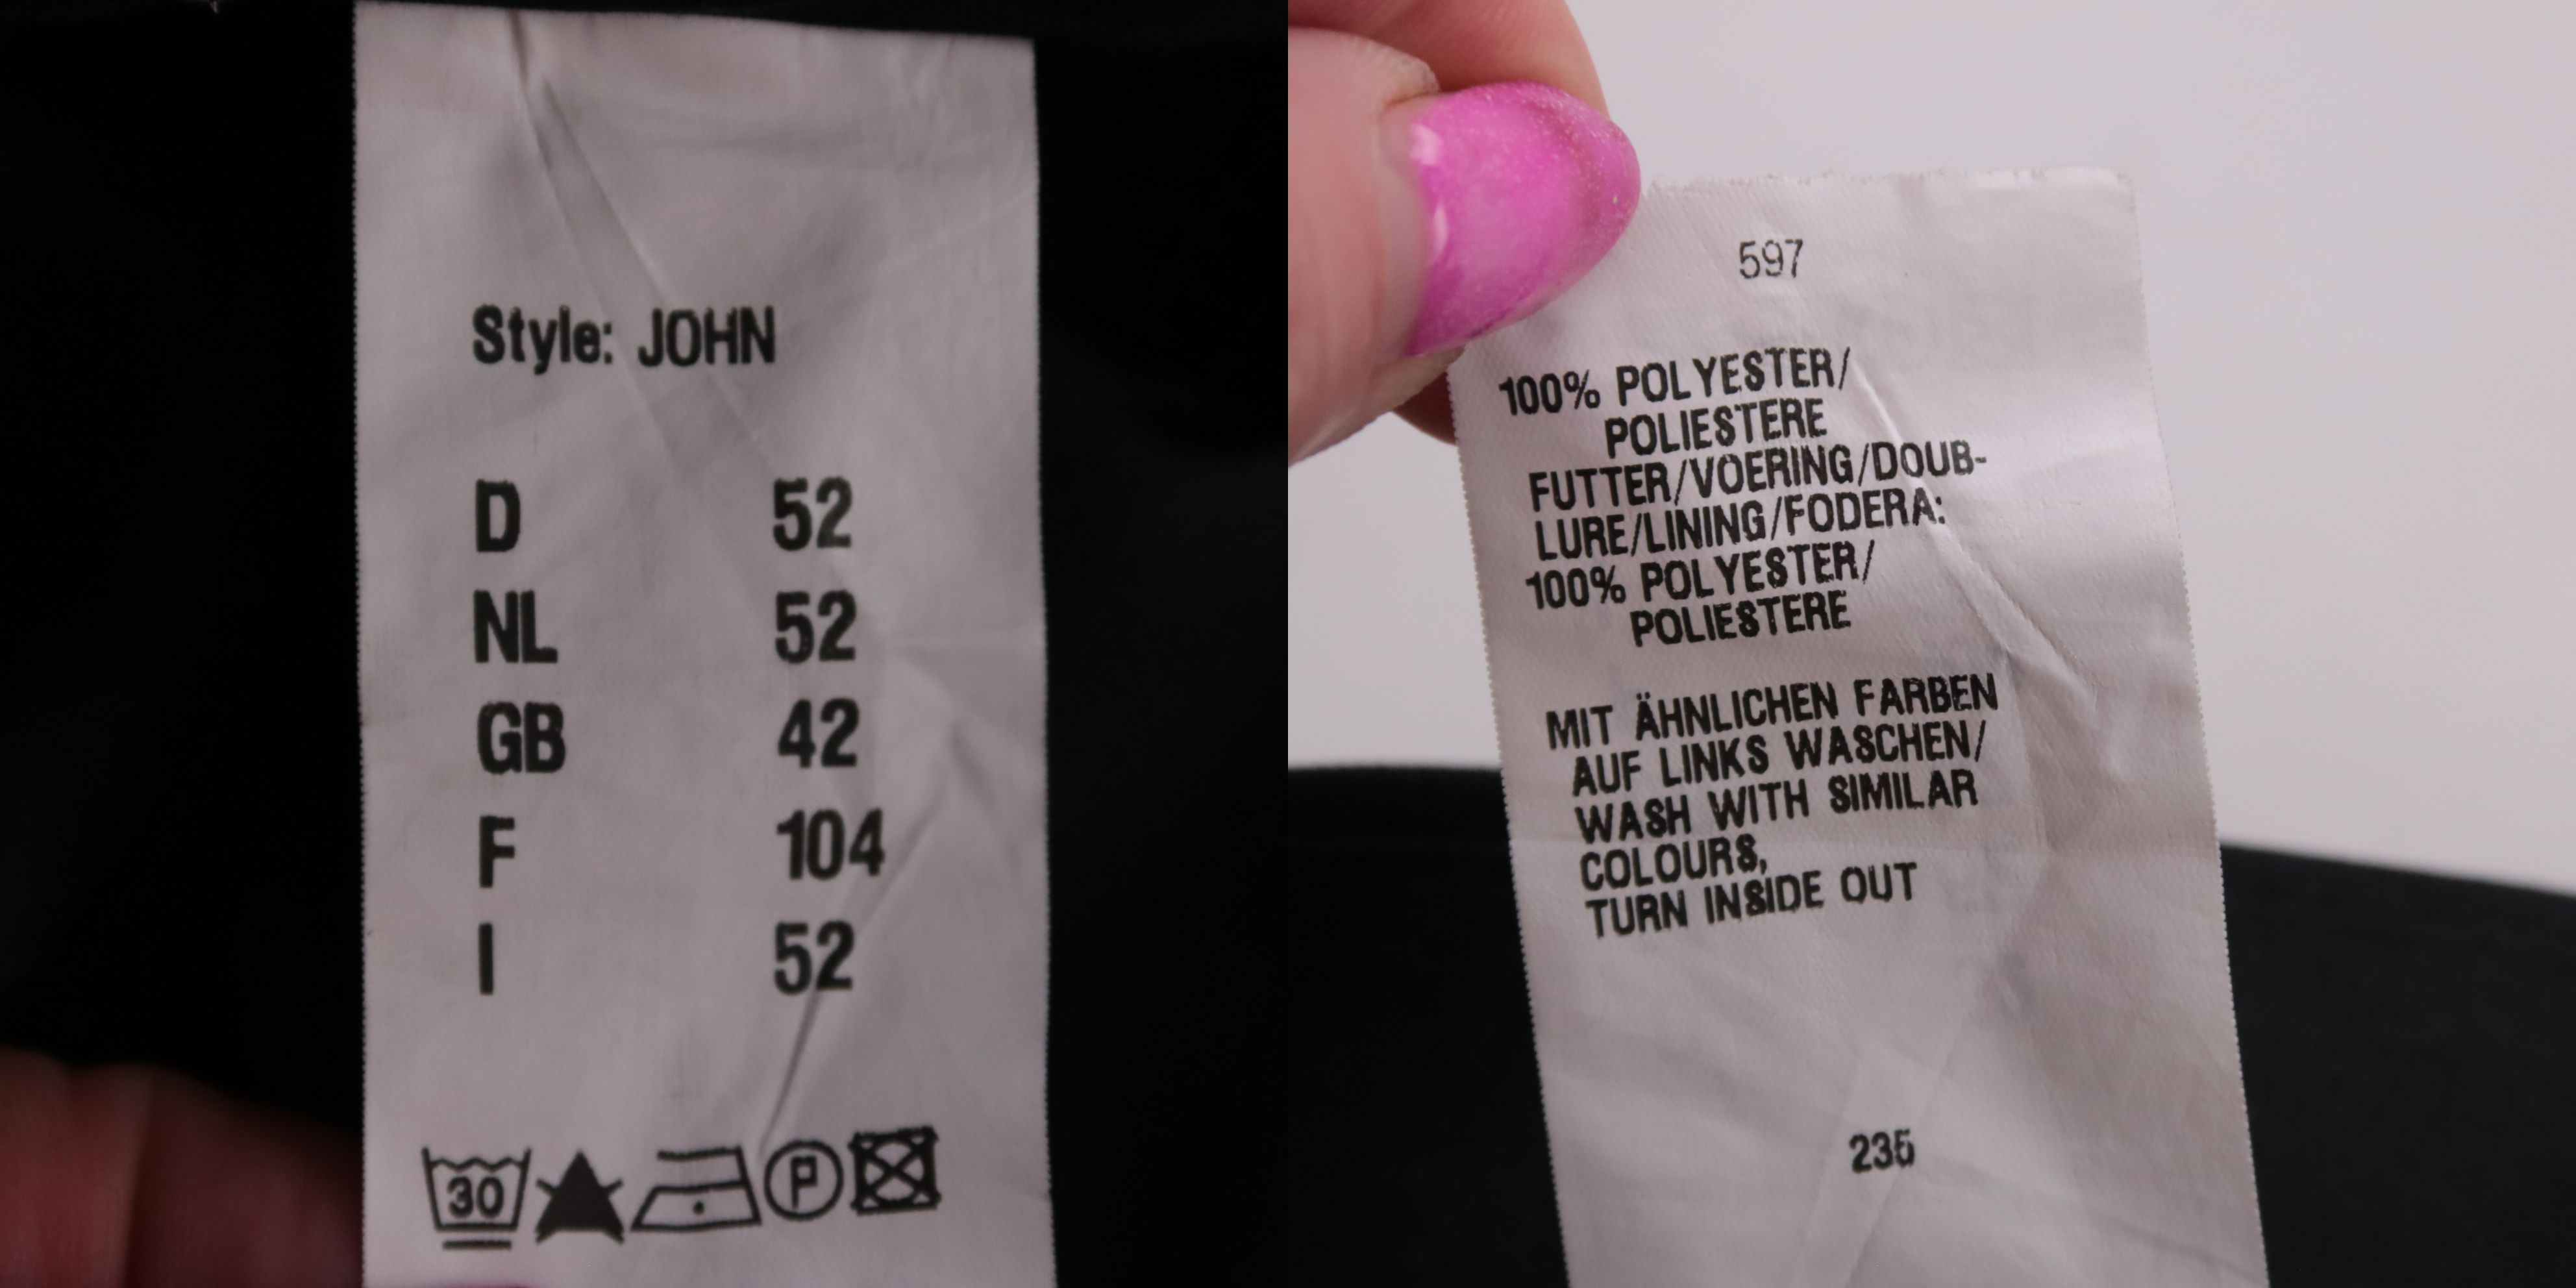 Style: JOHN
D 52
NL 52
GB 42
F 104
I 52
30 P
597
100% POLYESTER/
POLIESTERE
FUTTER/VOERING/DOUB-
LURE/LINING/FODERA:
100% POLYESTER/
POLIESTERE
MIT ÄHNLICHEN FARBEN
AUF LINKS WASCHEN/
WASH WITH SIMILAR
COLOURS,
TURN INSIDE OUT
235